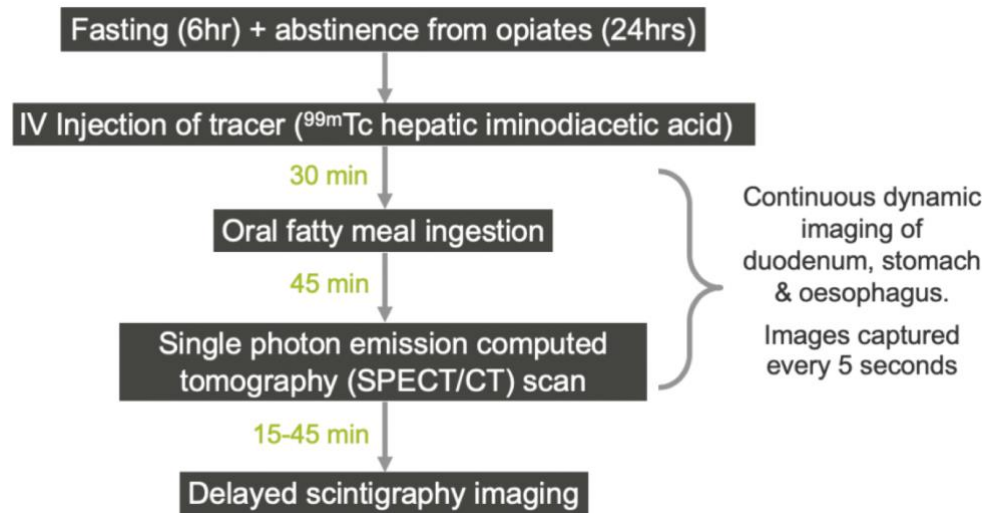 Fasting (6hr) + abstinence from opiates (24hrs)
IV Injection of tracer (⁹⁹ᵐTc hepatic iminodiacetic acid)
30 min
Oral fatty meal ingestion
45 min
Single photon emission computed
tomography (SPECT/CT) scan
15-45 min
Delayed scintigraphy imaging
Continuous dynamic
imaging of
duodenum, stomach
& oesophagus.
Images captured
every 5 seconds